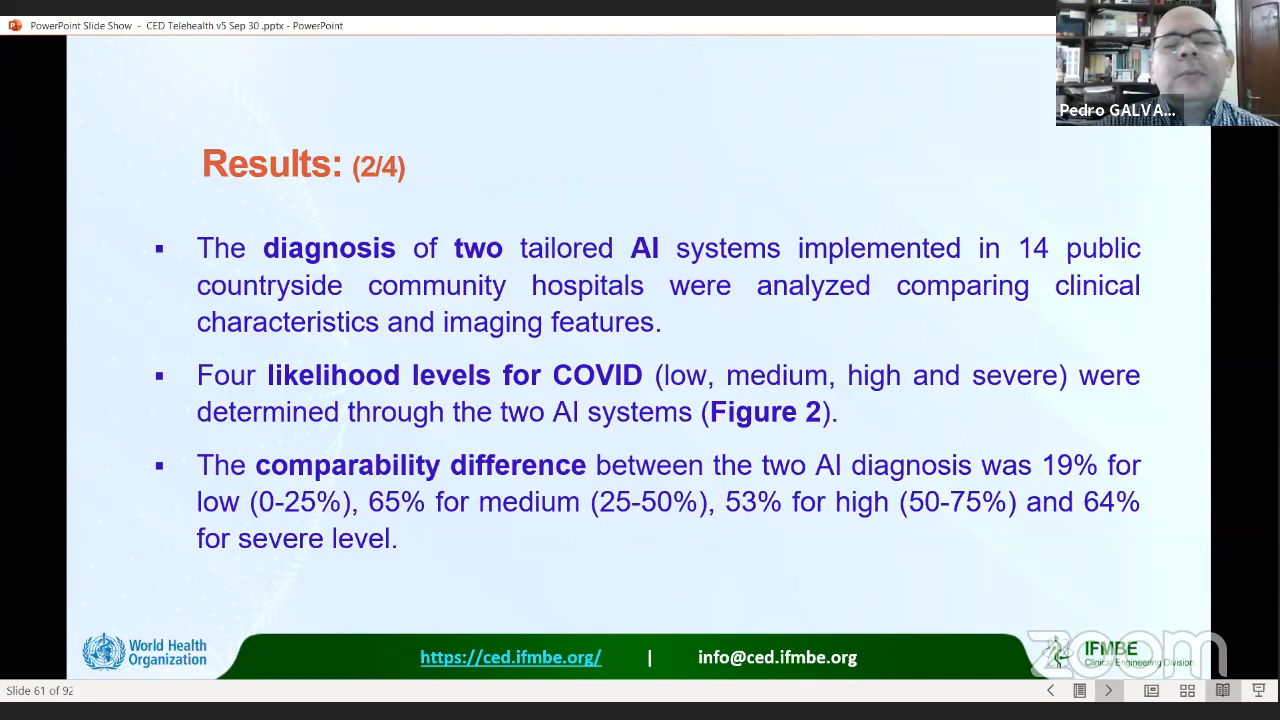 PowerPoint Slide Show - CED Telehealth v5 Sep 30 .pptx - PowerPoint
Pedro GALVA...
Results: (2/4)
▪ The diagnosis of two tailored AI systems implemented in 14 public
countryside community hospitals were analyzed comparing clinical
characteristics and imaging features.
▪ Four likelihood levels for COVID (low, medium, high and severe) were
determined through the two AI systems (Figure 2).
▪ The comparability difference between the two AI diagnosis was 19% for
low (0-25%), 65% for medium (25-50%), 53% for high (50-75%) and 64%
for severe level.
World Health
Organization
https://ced.ifmbe.org/ | info@ced.ifmbe.org
IFMBE
Clinical Engineering Division
zoom
Slide 61 of 92